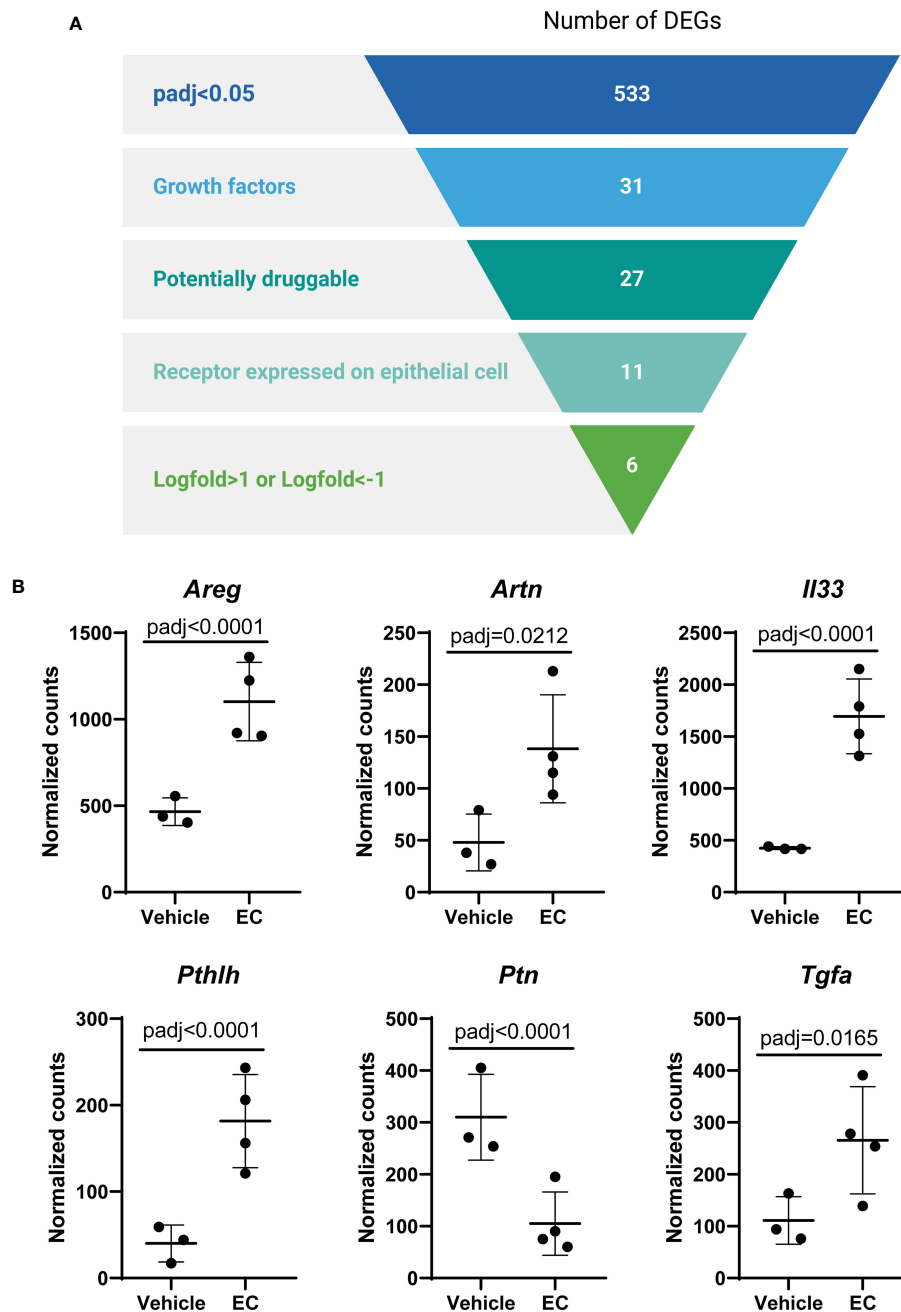 A
Number of DEGs
padj<0.05
533
Growth factors
31
Potentially druggable
27
Receptor expressed on epithelial cell
11
Logfold>1 or Logfold<-1
6
B
Areg
padj<0.0001
Normalized counts
1500
1000
500
0
Vehicle
EC
Artn
padj=0.0212
Normalized counts
250
200
150
100
50
0
Vehicle
EC
Il33
padj<0.0001
Normalized counts
2500
2000
1500
1000
500
0
Vehicle
EC
Pthlh
padj<0.0001
Normalized counts
300
200
100
0
Vehicle
EC
Ptn
padj<0.0001
Normalized counts
500
400
300
200
100
0
Vehicle
EC
Tgfa
padj=0.0165
Normalized counts
500
400
300
200
100
0
Vehicle
EC